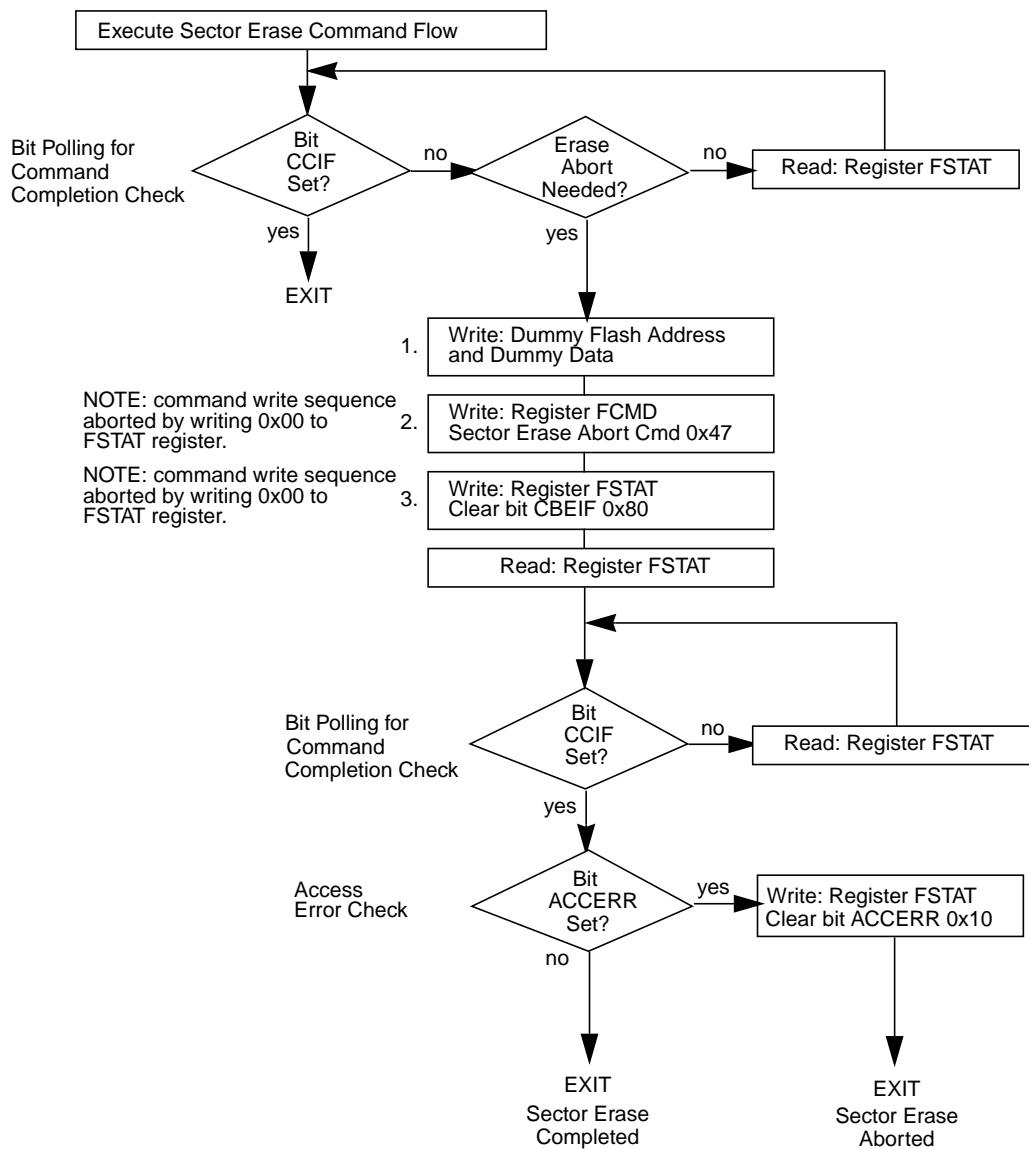 Execute Sector Erase Command Flow
Bit Polling for
Command
Completion Check
Bit
CCIF
Set?
no
Erase
Abort
Needed?
no
Read: Register FSTAT
yes
yes
EXIT
1.
Write: Dummy Flash Address
and Dummy Data
NOTE: command write sequence
aborted by writing 0x00 to
FSTAT register.
2.
Write: Register FCMD
Sector Erase Abort Cmd 0x47
NOTE: command write sequence
aborted by writing 0x00 to
FSTAT register.
3.
Write: Register FSTAT
Clear bit CBEIF 0x80
Read: Register FSTAT
Bit Polling for
Command
Completion Check
Bit
CCIF
Set?
no
Read: Register FSTAT
yes
Access
Error Check
Bit
ACCERR
Set?
yes
Write: Register FSTAT
Clear bit ACCERR 0x10
no
EXIT
Sector Erase
Completed
EXIT
Sector Erase
Aborted